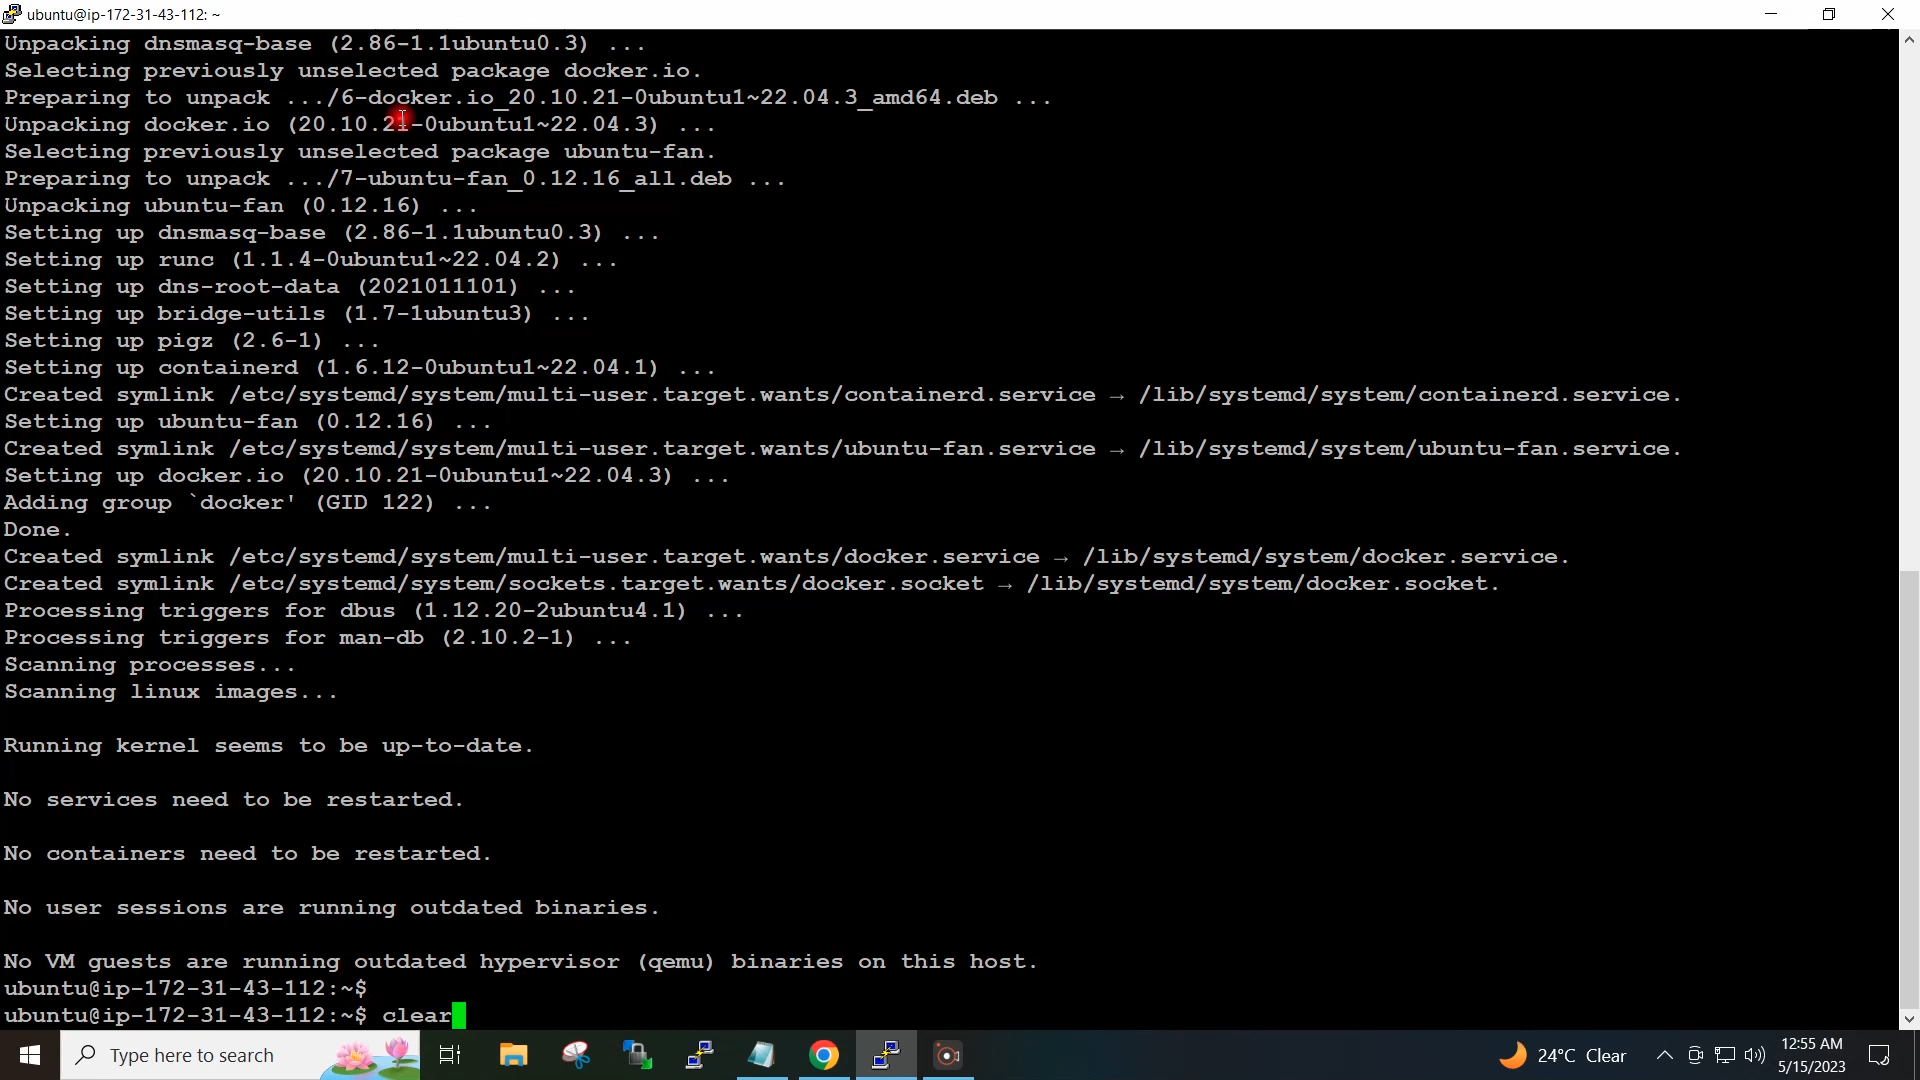 ubuntu@ip-172-31-43-112: ~
Unpacking dnsmasq-base (2.86-1.1ubuntu0.3) ...
Selecting previously unselected package docker.io.
Preparing to unpack .../6-docker.io_20.10.21-0ubuntu1~22.04.3_amd64.deb ...
Unpacking docker.io (20.10.21-0ubuntu1~22.04.3) ...
Selecting previously unselected package ubuntu-fan.
Preparing to unpack .../7-ubuntu-fan_0.12.16_all.deb ...
Unpacking ubuntu-fan (0.12.16) ...
Setting up dnsmasq-base (2.86-1.1ubuntu0.3) ...
Setting up runc (1.1.4-0ubuntu1~22.04.2) ...
Setting up dns-root-data (2021011101) ...
Setting up bridge-utils (1.7-1ubuntu3) ...
Setting up pigz (2.6-1) ...
Setting up containerd (1.6.12-0ubuntu1~22.04.1) ...
Created symlink /etc/systemd/system/multi-user.target.wants/containerd.service → /lib/systemd/system/containerd.service.
Setting up ubuntu-fan (0.12.16) ...
Created symlink /etc/systemd/system/multi-user.target.wants/ubuntu-fan.service → /lib/systemd/system/ubuntu-fan.service.
Setting up docker.io (20.10.21-0ubuntu1~22.04.3) ...
Adding group `docker' (GID 122) ...
Done.
Created symlink /etc/systemd/system/multi-user.target.wants/docker.service → /lib/systemd/system/docker.service.
Created symlink /etc/systemd/system/sockets.target.wants/docker.socket → /lib/systemd/system/docker.socket.
Processing triggers for dbus (1.12.20-2ubuntu4.1) ...
Processing triggers for man-db (2.10.2-1) ...
Scanning processes...
Scanning linux images...
Running kernel seems to be up-to-date.
No services need to be restarted.
No containers need to be restarted.
No user sessions are running outdated binaries.
No VM guests are running outdated hypervisor (qemu) binaries on this host.
ubuntu@ip-172-31-43-112:~$
ubuntu@ip-172-31-43-112:~$ clear
Type here to search
24°C Clear
12:55 AM
5/15/2023